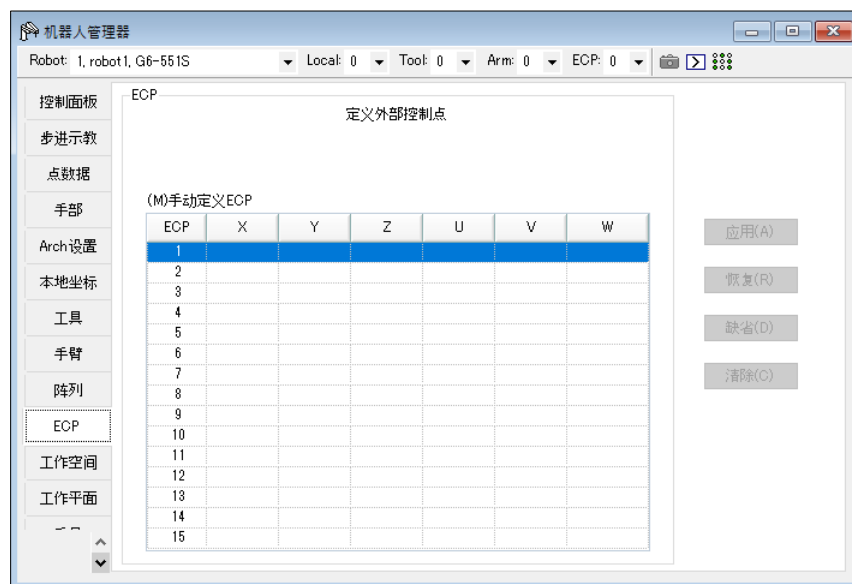 机器人管理器
Robot: 1, robot1, G6-551S Local: 0 Tool: 0 Arm: 0 ECP: 0
控制面板
步进示教
点数据
手部
Arch设置
本地坐标
工具
手臂
阵列
ECP
工作空间
工作平面
ECP
定义外部控制点
(M)手动定义ECP
ECP X Y Z U V W
1
2
3
4
5
6
7
8
9
10
11
12
13
14
15
应用(A)
恢复(R)
缺省(D)
清除(C)